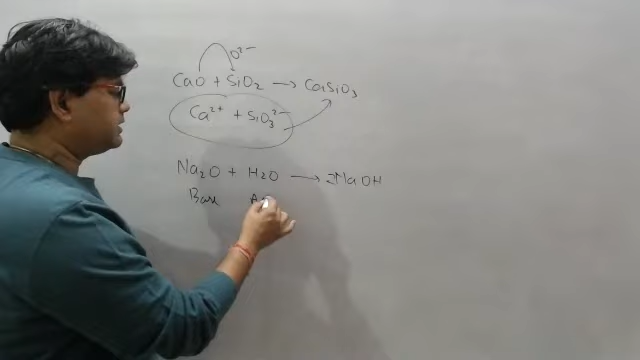 O²⁻
CaO + SiO₂ → CaSiO₃
Ca²⁺ + SiO₃²⁻
Na₂O + H₂O → 2NaOH
Base A